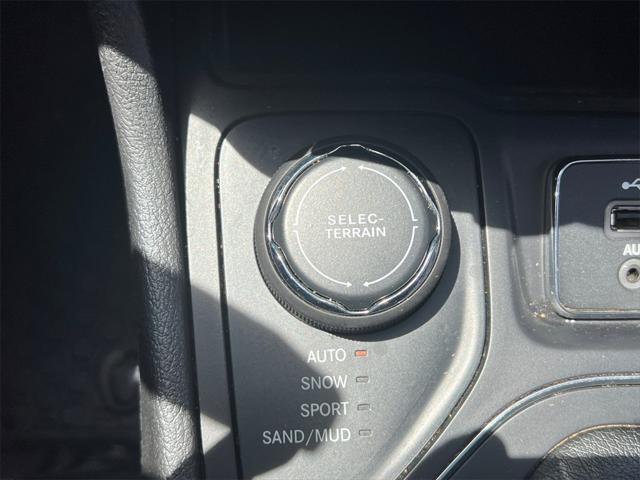 SELEC-
TERRAIN
AUTO
SNOW
SPORT
SAND/MUD